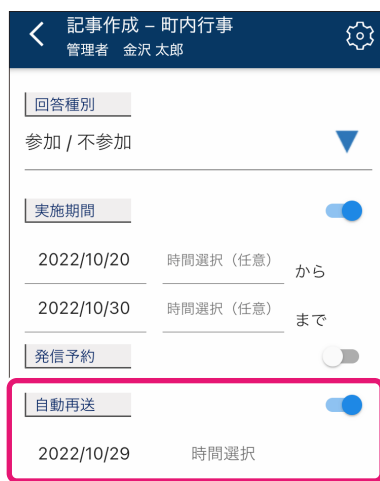 記事作成 – 町内行事
管理者　金沢 太郎
回答種別
参加 / 不参加
実施期間
2022/10/20 時間選択（任意） から
2022/10/30 時間選択（任意） まで
発信予約
自動再送
2022/10/29 時間選択